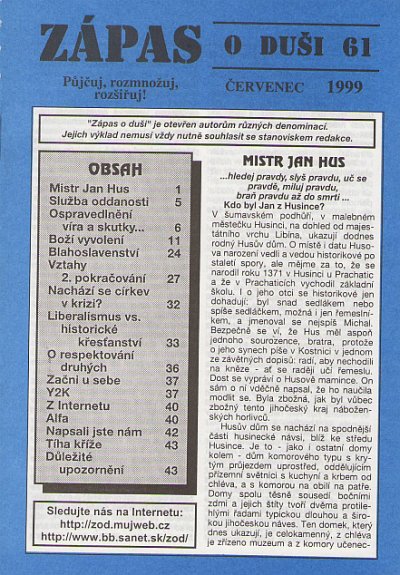 ZÁPAS O DUŠI 61
Půjčuj, rozmnožuj,
rozšiřuj!
ČERVENEC 1999
"Zápas o duši" je otevřen autorům různých denominací.
Jejich výklad nemusí vždy nutně souhlasit se stanoviskem redakce.
OBSAH
Mistr Jan Hus 1
Služba oddanosti 5
Ospravedlnění
víra a skutky... 6
Boží vyvolení 11
Blahoslavenství 24
Vztahy
2. pokračování 27
Nachází se církev
v krizi? 32
Liberalismus vs.
historické
křesťanství 33
O respektování
druhých 36
Začni u sebe 37
Y2K 37
Z Internetu 40
Alfa 40
Napsali jste nám 42
Tíha kříže 43
Důležité
upozornění 43
Sledujte nás na Internetu:
http://zod.mujweb.cz
http://www.bb.sanet.sk/zod/
MISTR JAN HUS
...hledej pravdy, slyš pravdu, uč se
pravdě, miluj pravdu,
braň pravdu až do smrti ...
Kdo byl Jan z Husince?
V šumavském podhůří, v malebném
městečku Husinci, na dohled od majes-
tátního vrchu Libína, ukazují dodnes
rodný Husův dům. O místě i datu Huso-
va narození vedli a vedou historikové po
staletí spory, ale mějme za to, že se
narodil roku 1371 v Husinci u Prachatic
a že v Prachaticích vychodil základní
školu. I o jeho otci se historikové jen
dohadují: byl snad sedlákem nebo
spíše sedláčkem, možná i jen řemeslní-
kem, a jmenoval se nejspíš Michal.
Bezpečně se ví, že Hus měl aspoň
jednoho sourozence, bratra, protože
o jeho synech píše v Kostnici v jednom
ze závětných dopisů: radí, aby nechodili
na kněze - ať se raději učí řemeslu.
Dost se vypráví o Husově mamince. On
sám o ní vděčně napsal, že ho naučila
modlit se. Byla zbožná, jak byl vůbec
zbožný tento jihočeský kraj nábožen-
ských horlivců.
Husův dům se nachází na spodnější
části husinecké návsi, blíž ke středu
Husince. Je to - jako i ostatní domy
kolem - dům komorového typu s kry-
tým průjezdem uprostřed, oddělujícím
přízemní světnici s kuchyní a krbem od
chléva, a s komorou na obilí na patře.
Domy spolu těsně sousedí bočními
zdmi a jejich štíty tvoří dvěma protile-
hlými řadami typickou dlouhou a široo-
kou jihočeskou náves. Ten domek, který
dnes ukazují, je celokamenný, z chléva
je zřízeno muzeum a z komory učenec-